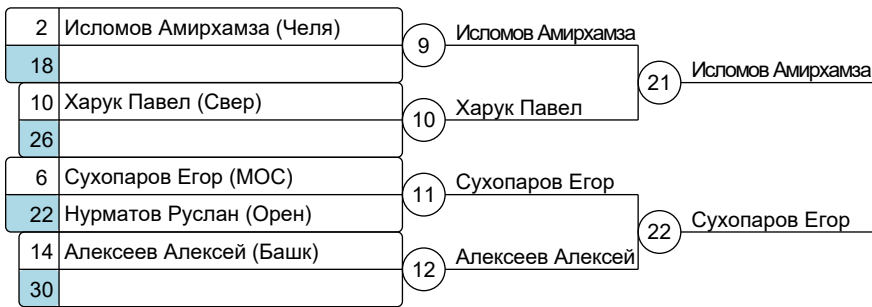 2 Исломов Амирхамза (Челя)
18
10 Харук Павел (Свер)
26
6 Сухопаров Егор (МОС)
22 Нурматов Руслан (Орен)
14 Алексеев Алексей (Башк)
30
9 Исломов Амирхамза
10 Харук Павел
11 Сухопаров Егор
12 Алексеев Алексей
21 Исломов Амирхамза
22 Сухопаров Егор